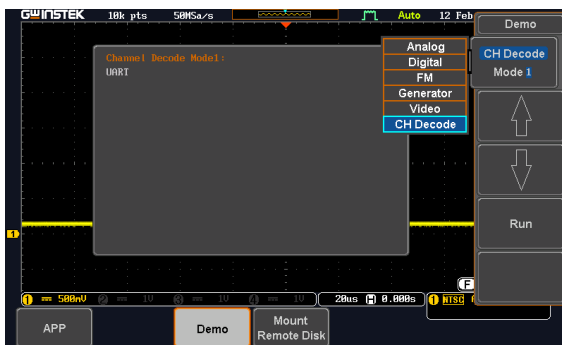 GWINSTEK 10k pts 50MSa/s Auto 12 Feb
Demo
Channel Decode Mode1:
UART
Analog
Digital
FM
Generator
Video
CH Decode
CH Decode
Mode 1
Run
F
1
1 500mV 2 1V 3 1V 4 1V 20us H 0.000s 1 NTSC
APP
Demo
Mount
Remote Disk